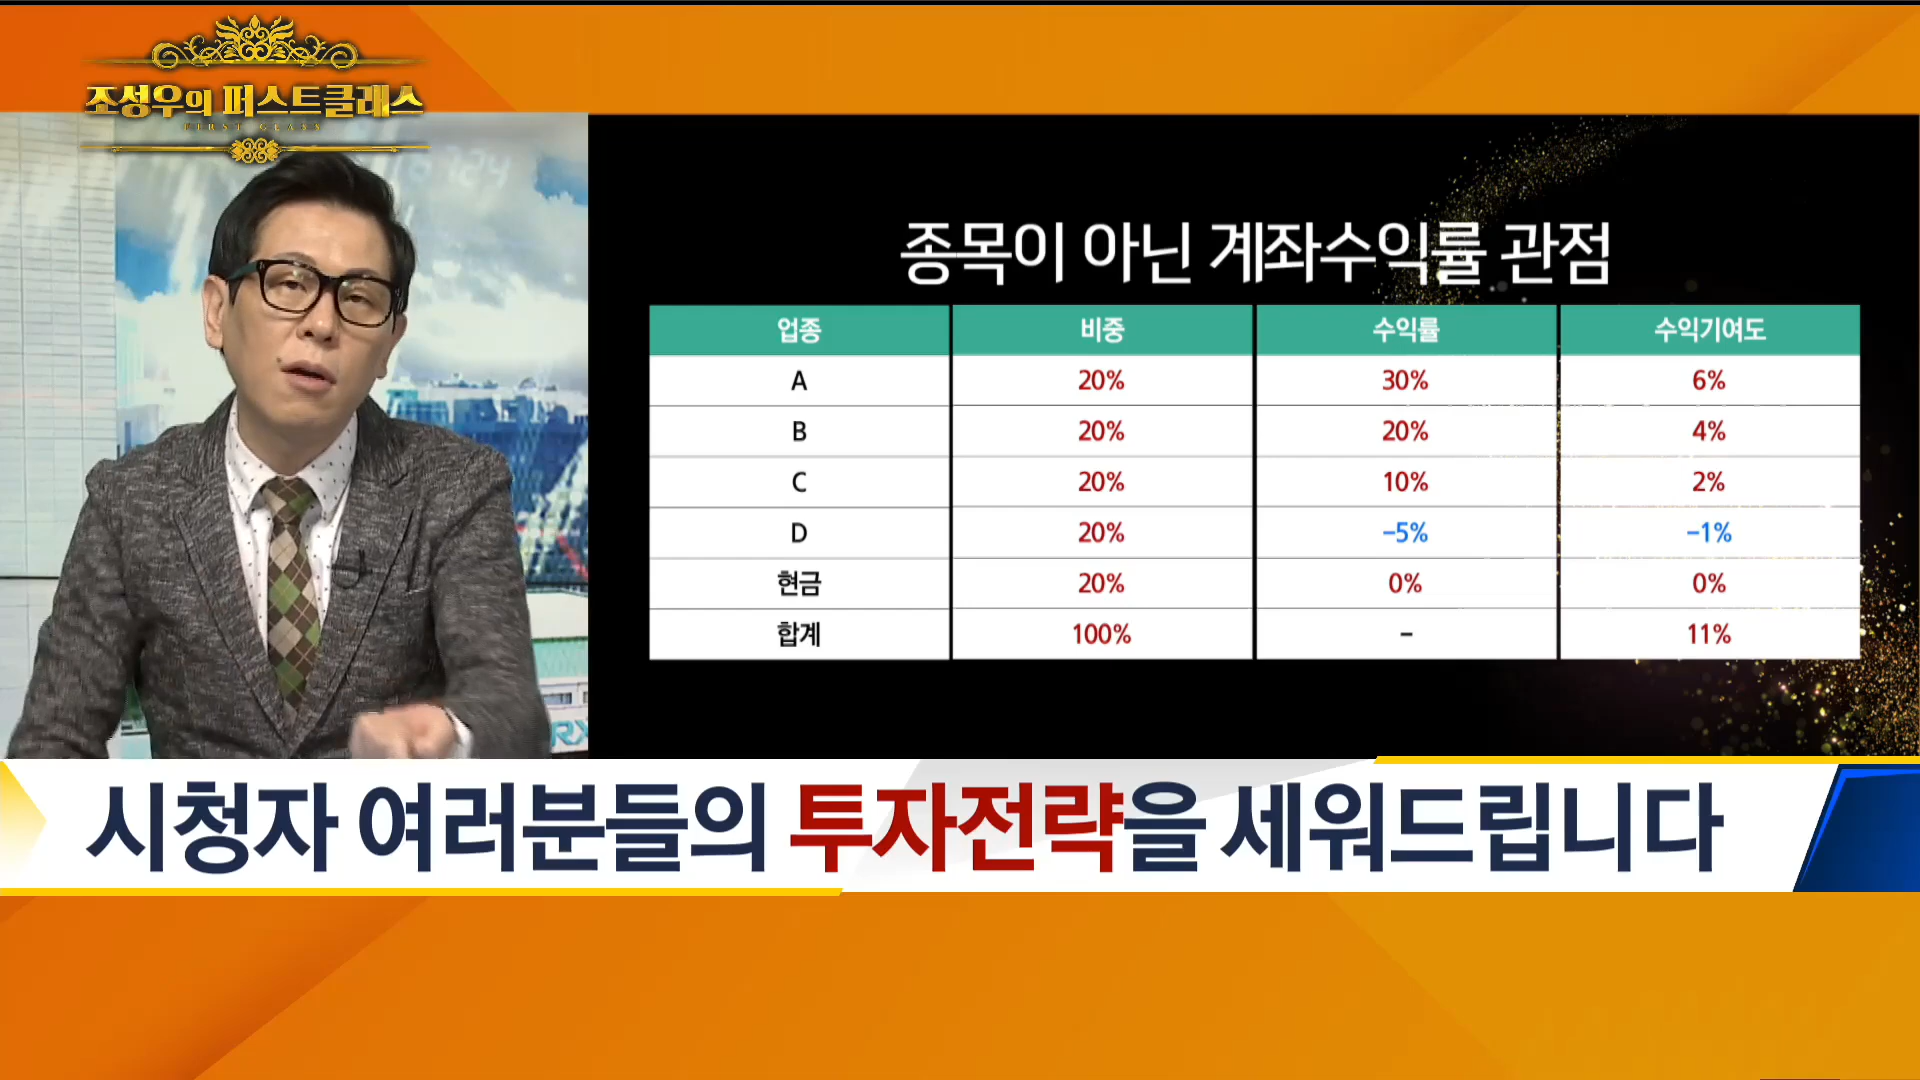 조성우의 퍼스트클래스
FIRST CLASS
종목이 아닌 계좌수익률 관점
업종 비중 수익률 수익기여도
A 20% 30% 6%
B 20% 20% 4%
C 20% 10% 2%
D 20% -5% -1%
현금 20% 0% 0%
합계 100% - 11%
시청자 여러분들의 투자전략을 세워드립니다